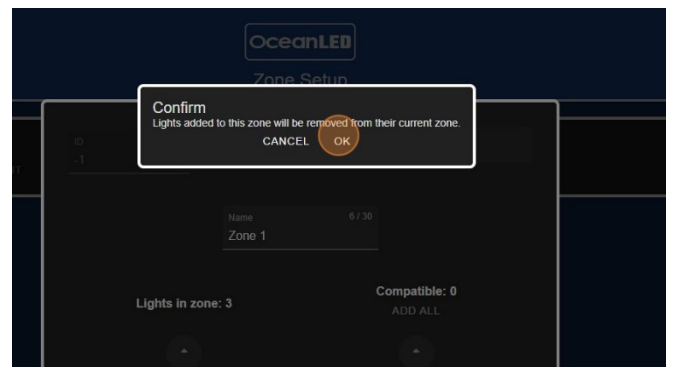 OceanLED
Zone Setup
Confirm
Lights added to this zone will be removed from their current zone.
CANCEL OK
ID
-1
Name 6 / 30
Zone 1
Lights in zone: 3
Compatible: 0
ADD ALL